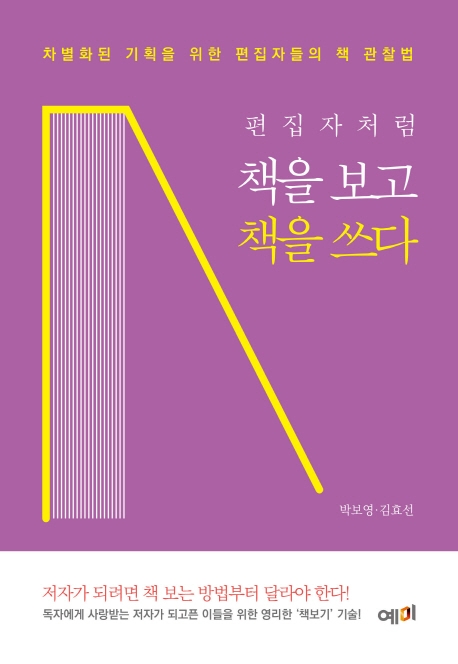 차별화된 기획을 위한 편집자들의 책 관찰법
편집자처럼
책을 보고
책을 쓰다
박보영·김효선
저자가 되려면 책 보는 방법부터 달라야 한다!
독자에게 사랑받는 저자가 되고픈 이들을 위한 영리한 '책보기' 기술!
예미